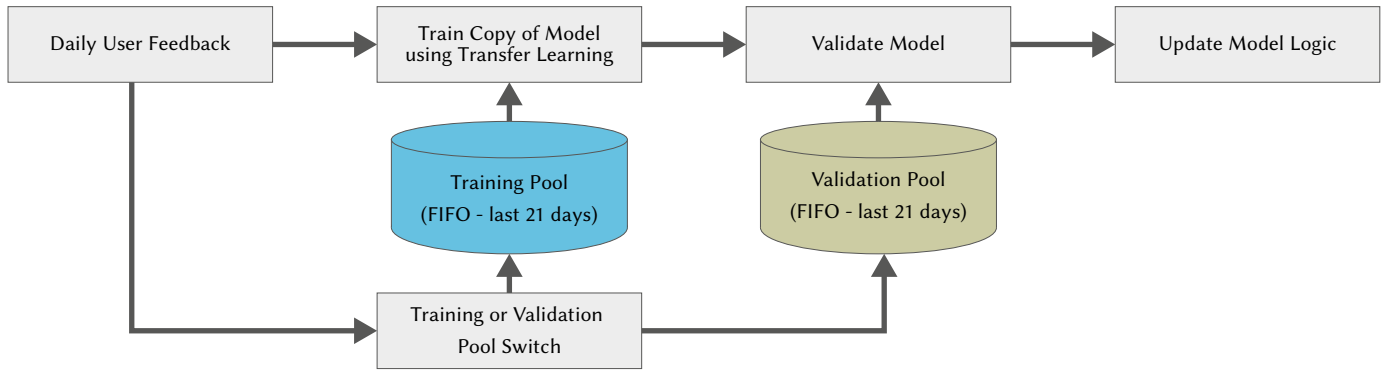 Daily User Feedback
Train Copy of Model
using Transfer Learning
Validate Model
Update Model Logic
Training Pool
(FIFO - last 21 days)
Validation Pool
(FIFO - last 21 days)
Training or Validation
Pool Switch